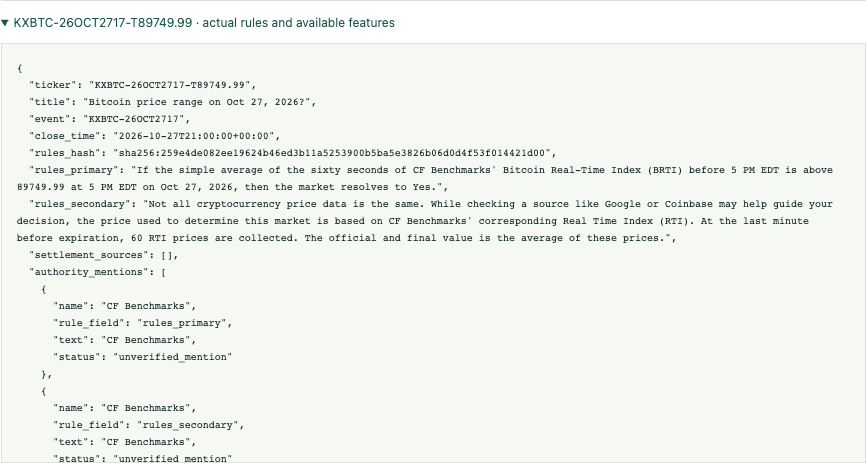 ▼ KXBTC-26OCT2717-T89749.99 · actual rules and available features
{
"ticker": "KXBTC-26OCT2717-T89749.99",
"title": "Bitcoin price range on Oct 27, 2026?",
"event": "KXBTC-26OCT2717",
"close_time": "2026-10-27T21:00:00+00:00",
"rules_hash": "sha256:259e4de082ee19624b46ed3b11a5253900b5ba5e3826b06d0d4f53f014421d00",
"rules_primary": "If the simple average of the sixty seconds of CF Benchmarks' Bitcoin Real-Time Index (BRTI) before 5 PM EDT is above
89749.99 at 5 PM EDT on Oct 27, 2026, then the market resolves to Yes.",
"rules_secondary": "Not all cryptocurrency price data is the same. While checking a source like Google or Coinbase may help guide your
decision, the price used to determine this market is based on CF Benchmarks' corresponding Real Time Index (RTI). At the last minute
before expiration, 60 RTI prices are collected. The official and final value is the average of these prices.",
"settlement_sources": [],
"authority_mentions": [
{
"name": "CF Benchmarks",
"rule_field": "rules_primary",
"text": "CF Benchmarks",
"status": "unverified_mention"
},
{
"name": "CF Benchmarks",
"rule_field": "rules_secondary",
"text": "CF Benchmarks",
"status": "unverified_mention"